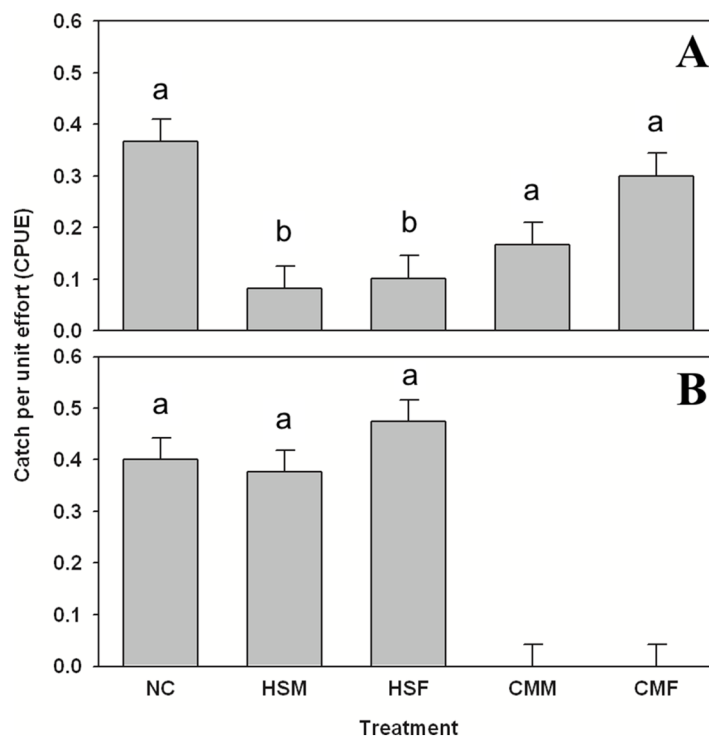 0.6
A
0.5
a
0.4
a
0.3
a
b
b
0.2
0.1
0.0
Catch per unit effort (CPUE)
0.6
B
a
0.5
a
a
0.4
0.3
0.2
0.1
0.0
NC HSM HSF CMM CMF
Treatment